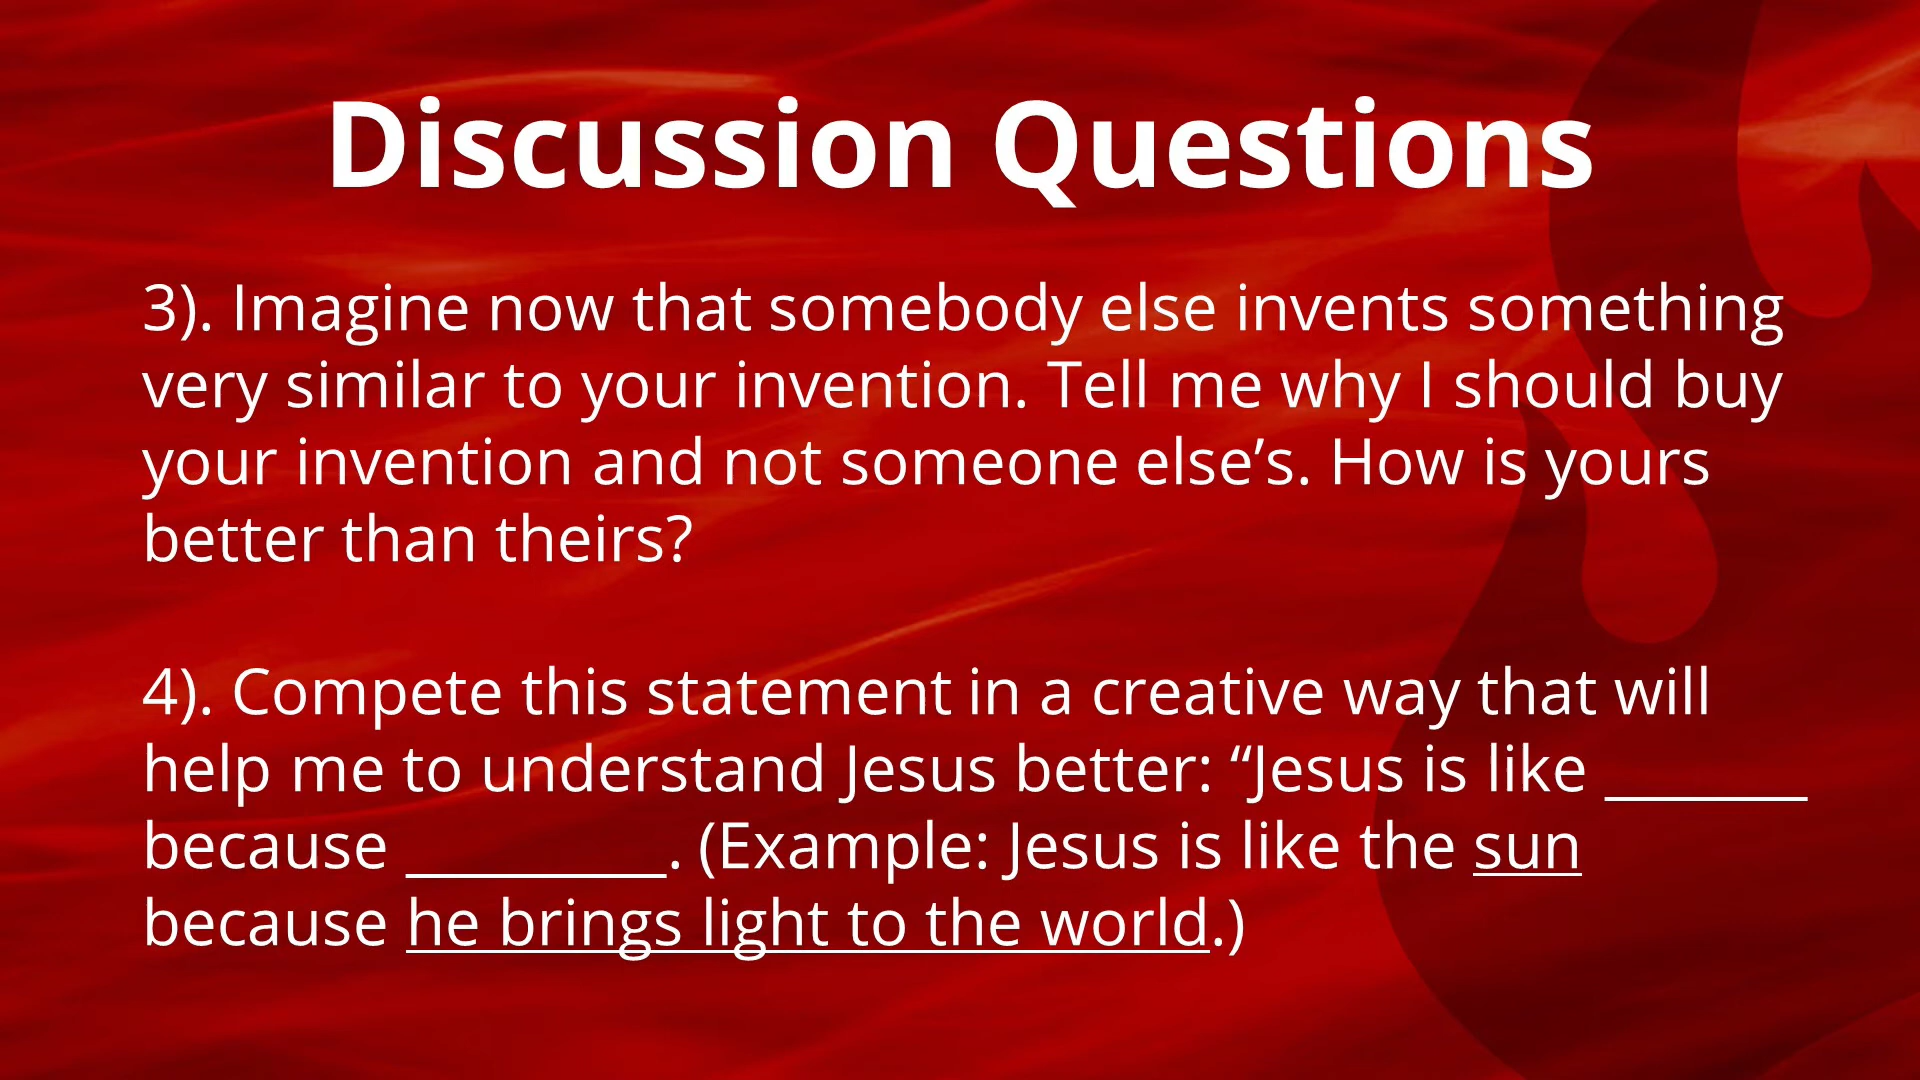 Discussion Questions
3). Imagine now that somebody else invents something
very similar to your invention. Tell me why I should buy
your invention and not someone else’s. How is yours
better than theirs?
4). Compete this statement in a creative way that will
help me to understand Jesus better: “Jesus is like _______
because _________. (Example: Jesus is like the sun
because he brings light to the world.)